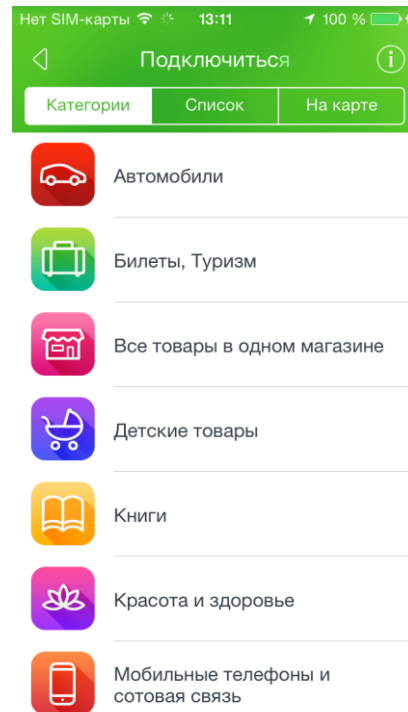 Нет SIM-карты 13:11 100 %
Подключиться
Категории Список На карте
Автомобили
Билеты, Туризм
Все товары в одном магазине
Детские товары
Книги
Красота и здоровье
Мобильные телефоны и
сотовая связь